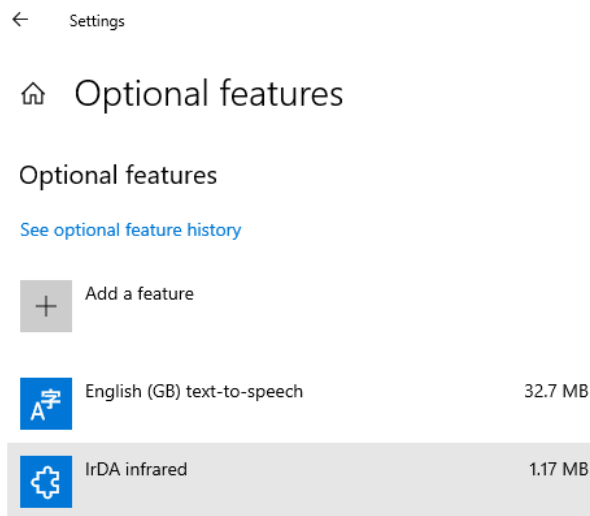 Settings
Optional features
Optional features
See optional feature history
Add a feature
English (GB) text-to-speech 32.7 MB
IrDA infrared 1.17 MB